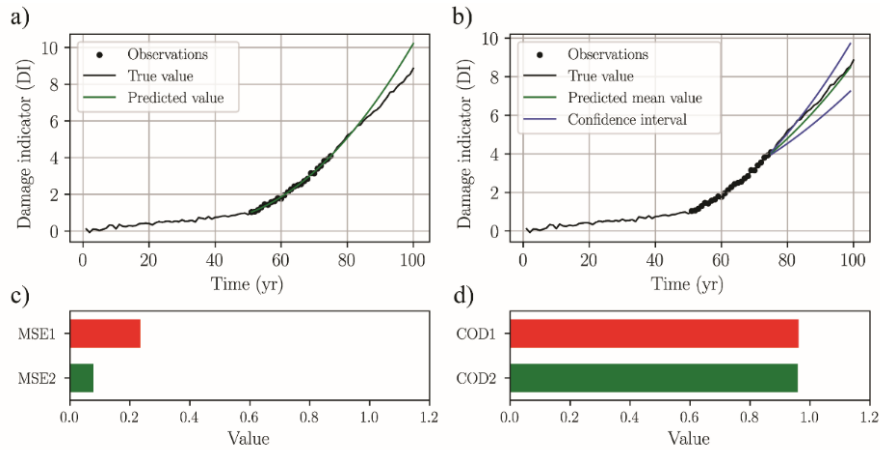 a)
Damage indicator (DI)
10
8
6
4
2
0
Observations
True value
Predicted value
0 20 40 60 80 100
Time (yr)
b)
Damage indicator (DI)
10
8
6
4
2
0
Observations
True value
Predicted mean value
Confidence interval
0 20 40 60 80 100
Time (yr)
c)
MSE1
MSE2
0.0 0.2 0.4 0.6 0.8 1.0 1.2
Value
d)
COD1
COD2
0.0 0.2 0.4 0.6 0.8 1.0 1.2
Value